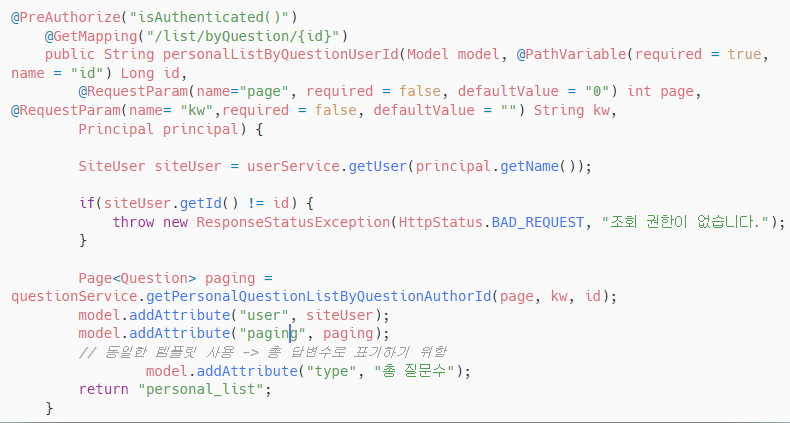 @PreAuthorize("isAuthenticated()")
    @GetMapping("/list/byQuestion/{id}")
    public String personalListByQuestionUserId(Model model, @PathVariable(required = true,
name = "id") Long id,
        @RequestParam(name="page", required = false, defaultValue = "0") int page,
@RequestParam(name= "kw",required = false, defaultValue = "") String kw,
        Principal principal) {

        SiteUser siteUser = userService.getUser(principal.getName());

        if(siteUser.getId() != id) {
            throw new ResponseStatusException(HttpStatus.BAD_REQUEST, "조회 권한이 없습니다.");
        }

        Page<Question> paging =
questionService.getPersonalQuestionListByQuestionAuthorId(page, kw, id);
        model.addAttribute("user", siteUser);
        model.addAttribute("paging", paging);
        // 동일한 템플릿 사용 -> 총 답변수로 표기하기 위함
                model.addAttribute("type", "총 질문수");
        return "personal_list";
    }